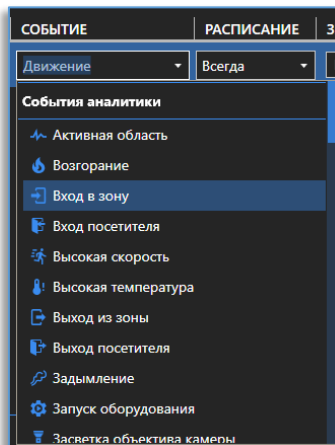 СОБЫТИЕ РАСПИСАНИЕ
Движение Всегда
События аналитики
Активная область
Возгорание
Вход в зону
Вход посетителя
Высокая скорость
Высокая температура
Выход из зоны
Выход посетителя
Задымление
Запуск оборудования
Засветка объектива камеры